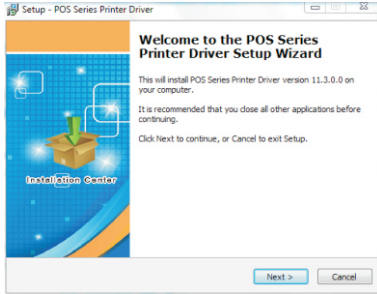 Setup - POS Series Printer Driver
Welcome to the POS Series
Printer Driver Setup Wizard
This will install POS Series Printer Driver version 11.3.0.0 on
your computer.
It is recommended that you close all other applications before
continuing.
Click Next to continue, or Cancel to exit Setup.
Installation Center
Next >
Cancel